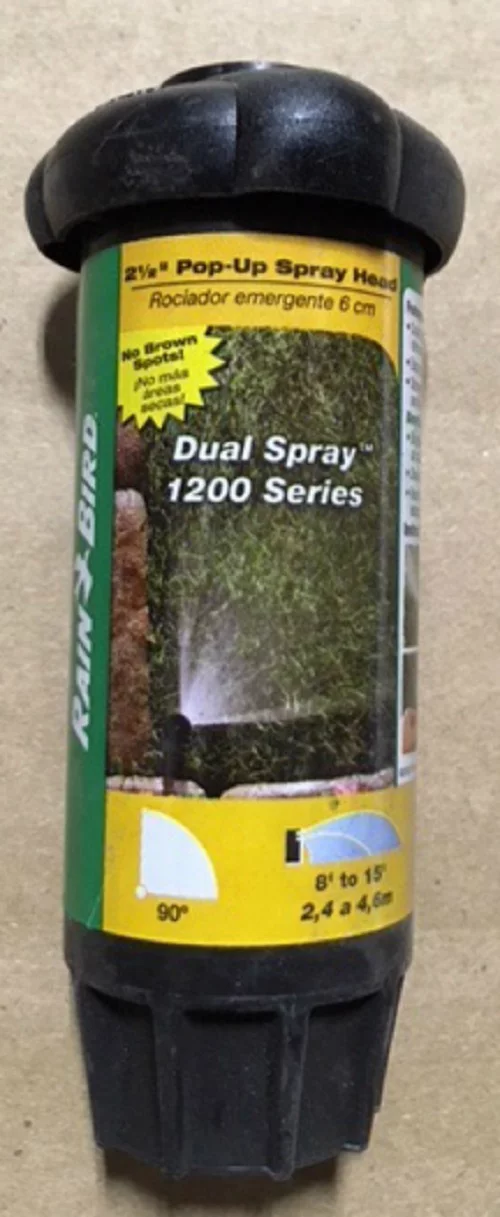 2½" Pop-Up Spray Head
Rociador emergente 6 cm
No Brown
Spots!
¡No más
áreas
secas!
Dual Spray™
1200 Series
RAIN BIRD
90º
8' to 15'
2,4 a 4,6m